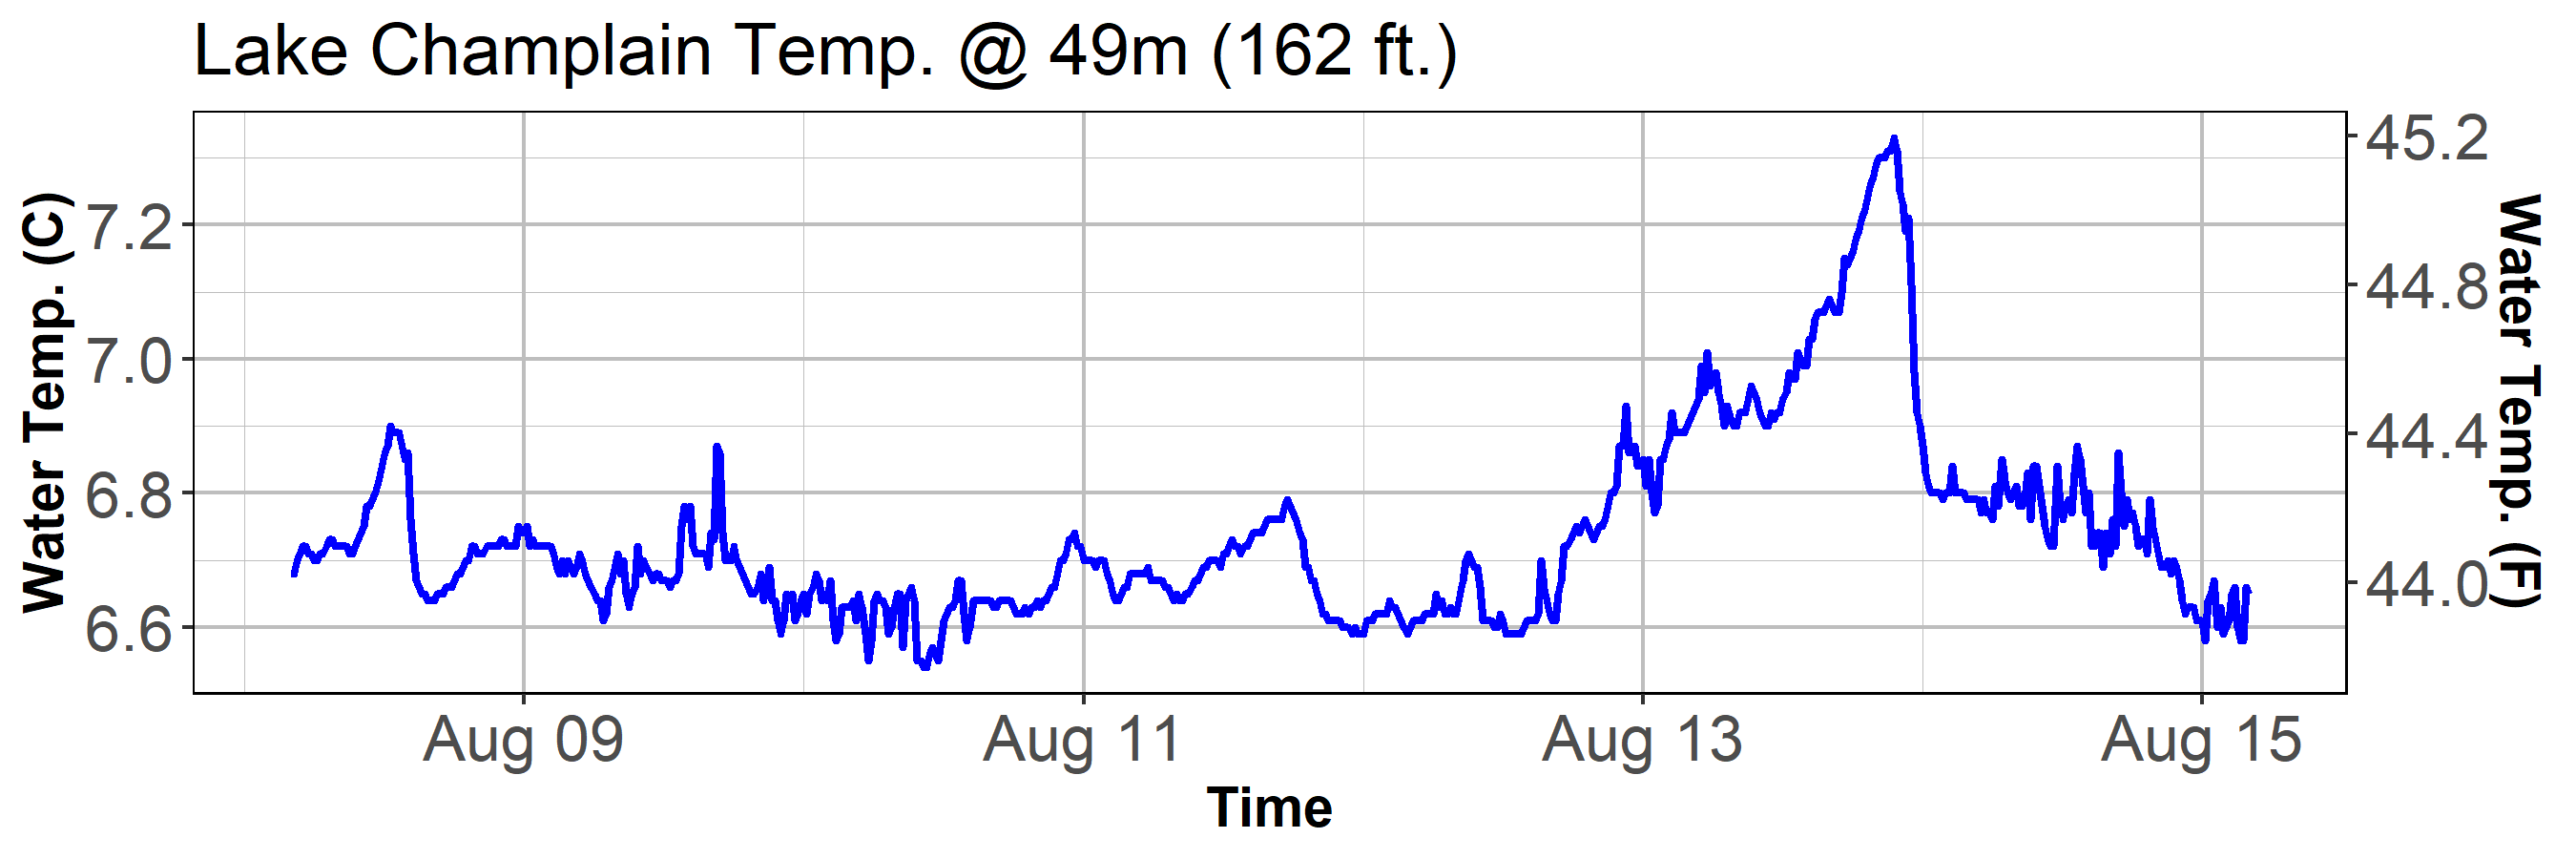 Lake Champlain Temp. @ 49m (162 ft.)
Water Temp. (C)
7.2
7.0
6.8
6.6
45.2
44.8
44.4
44.0
Water Temp. (F)
Aug 09
Aug 11
Aug 13
Aug 15
Time